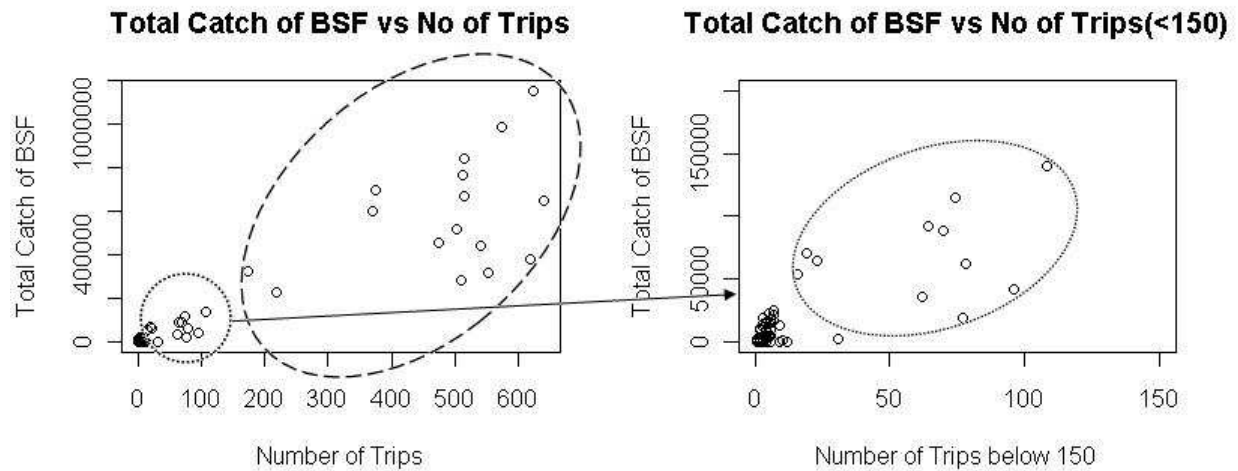 Total Catch of BSF vs No of Trips
Total Catch of BSF
0
400000
1000000
0 100 200 300 400 500 600
Number of Trips
Total Catch of BSF vs No of Trips(<150)
Total Catch of BSF
0
50000
150000
0 50 100 150
Number of Trips below 150